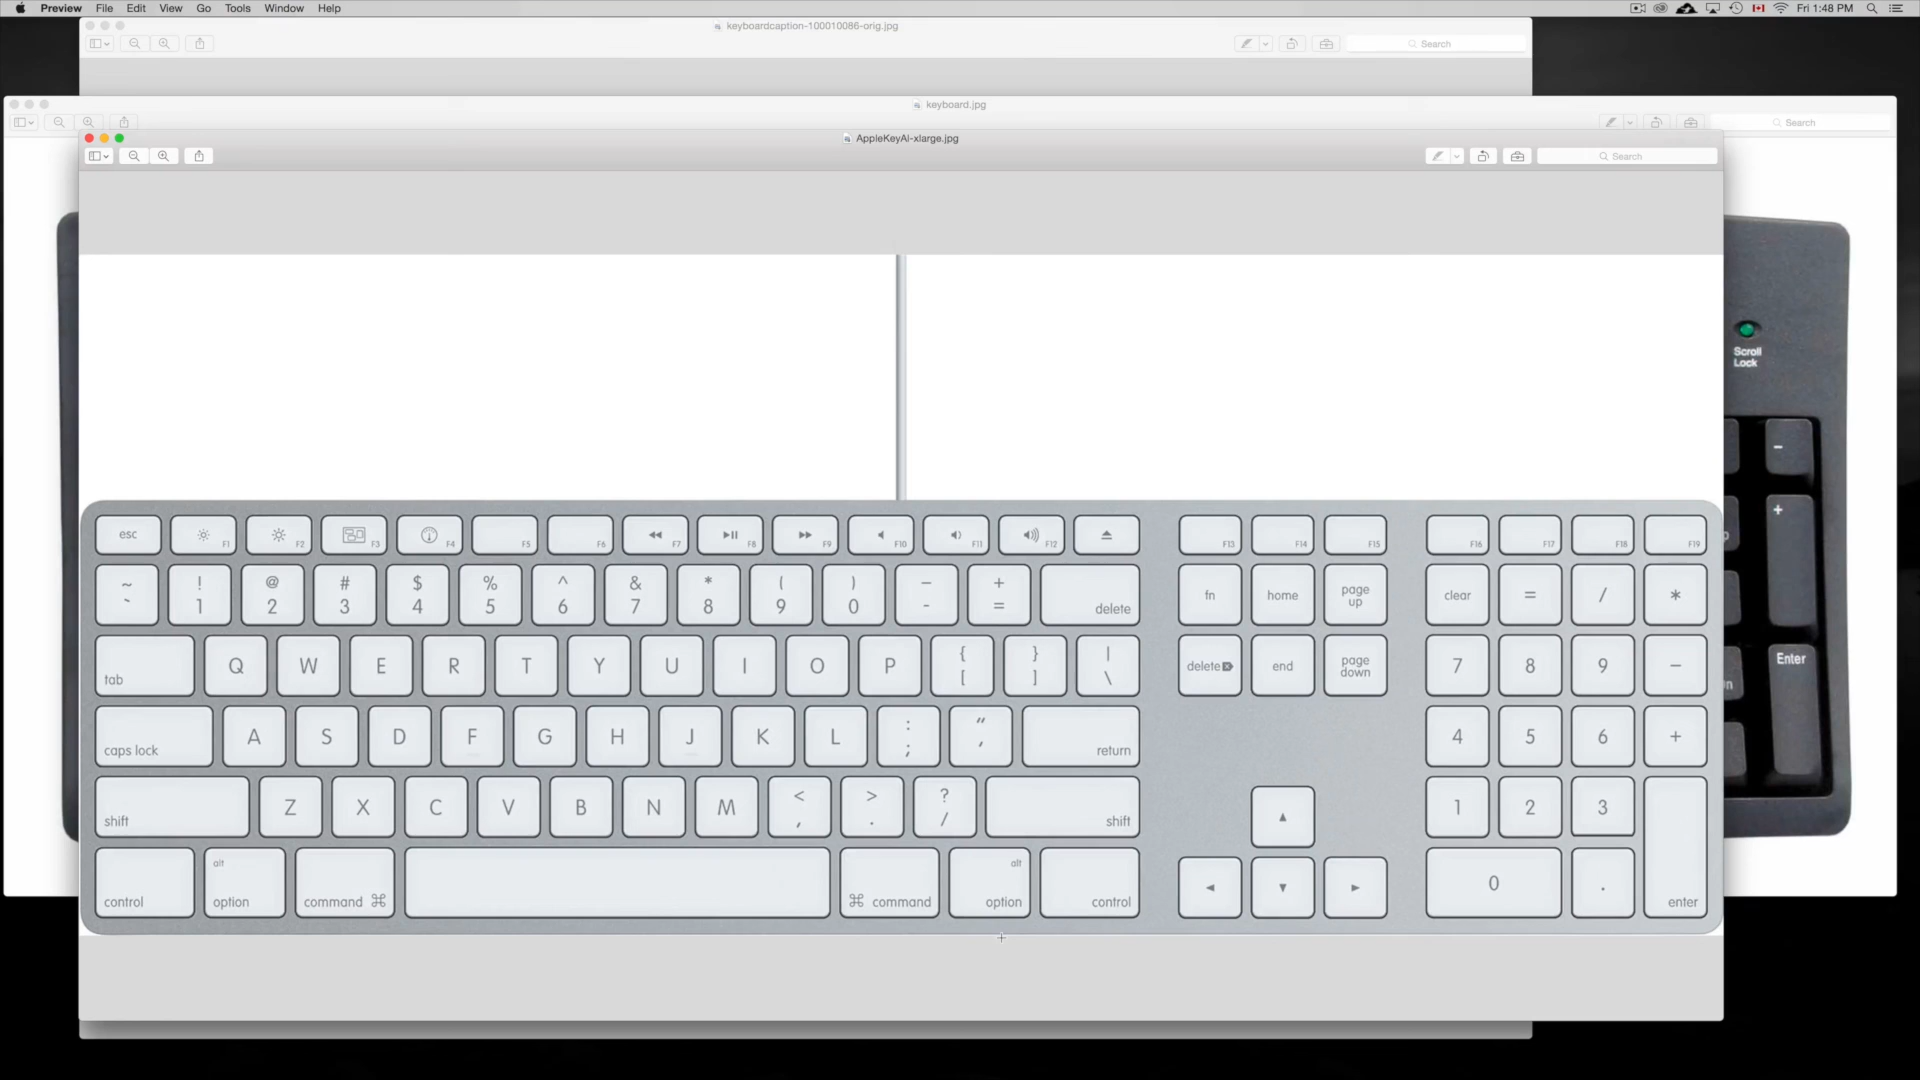 Preview File Edit View Go Tools Window Help Fri 1:48 PM
keyboardcaption-100010086-orig.jpg
Search
keyboard.jpg
Search
AppleKeyAl-xlarge.jpg
Search
Scroll
Lock
esc F1 F2 F3 F4 F5 F6 F7 F8 F9 F10 F11 F12 F13 F14 F15 F16 F17 F18 F19
~ ! @ # $ % ^ & * ( ) — +
` 1 2 3 4 5 6 7 8 9 0 - = delete fn home page up clear = / *
tab Q W E R T Y U I O P { [ } ] | \ delete end page down 7 8 9 −
caps lock A S D F G H J K L : ; “ ‘ return 4 5 6 +
shift Z X C V B N M < , > . ? / shift 1 2 3
control alt option command ⌘ ⌘ command alt option control 0 . enter
-
+
Enter